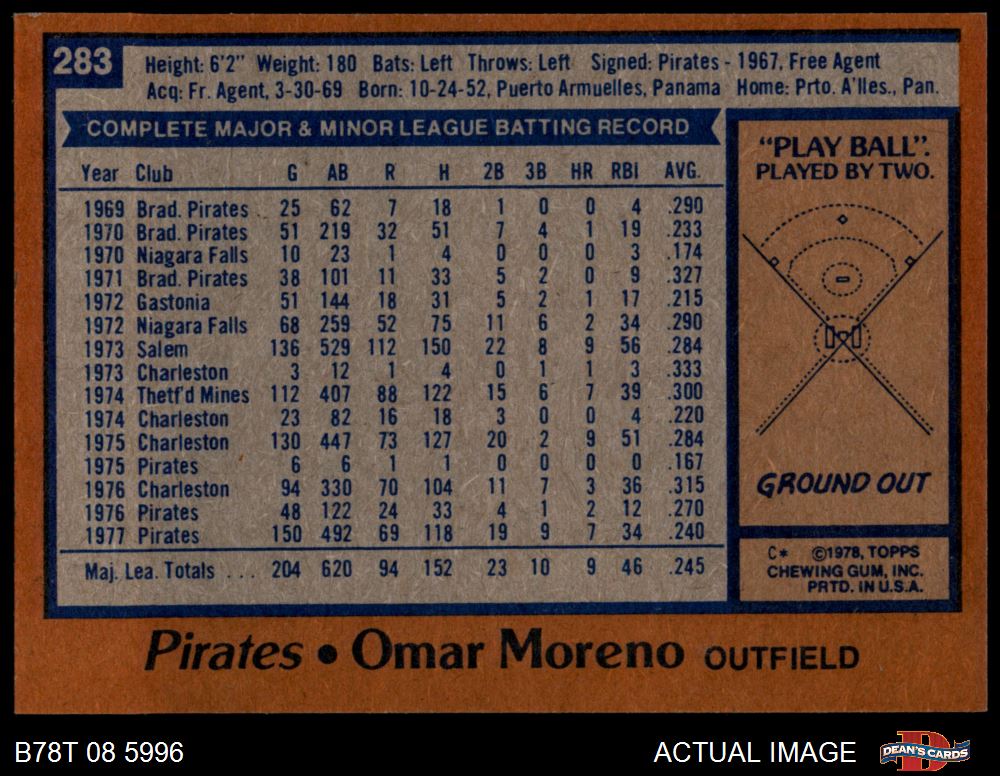 283
Height: 6'2" Weight: 180 Bats: Left Throws: Left Signed: Pirates - 1967, Free Agent
Acq: Fr. Agent, 3-30-69 Born: 10-24-52, Puerto Armuelles, Panama Home: Prto. A'lles., Pan.
COMPLETE MAJOR & MINOR LEAGUE BATTING RECORD
Year Club G AB R H 2B 3B HR RBI AVG.
1969 Brad. Pirates 25 62 7 18 1 0 0 4 .290
1970 Brad. Pirates 51 219 32 51 7 4 1 19 .233
1970 Niagara Falls 10 23 1 4 0 0 0 3 .174
1971 Brad. Pirates 38 101 11 33 5 2 0 9 .327
1972 Gastonia 51 144 18 31 5 2 1 17 .215
1972 Niagara Falls 68 259 52 75 11 6 2 34 .290
1973 Salem 136 529 112 150 22 8 9 56 .284
1973 Charleston 3 12 1 4 0 1 1 3 .333
1974 Thetf'd Mines 112 407 88 122 15 6 7 39 .300
1974 Charleston 23 82 16 18 3 0 0 4 .220
1975 Charleston 130 447 73 127 20 2 9 51 .284
1975 Pirates 6 6 1 1 0 0 0 0 .167
1976 Charleston 94 330 70 104 11 7 3 36 .315
1976 Pirates 48 122 24 33 4 1 2 12 .270
1977 Pirates 150 492 69 118 19 9 7 34 .240
Maj. Lea. Totals . . . 204 620 94 152 23 10 9 46 .245
"PLAY BALL".
PLAYED BY TWO.
GROUND OUT
C* ©1978, TOPPS
CHEWING GUM, INC.
PRTD. IN U.S.A.
Pirates • Omar Moreno OUTFIELD
B78T 08 5996
ACTUAL IMAGE
D
DEAN'S CARDS